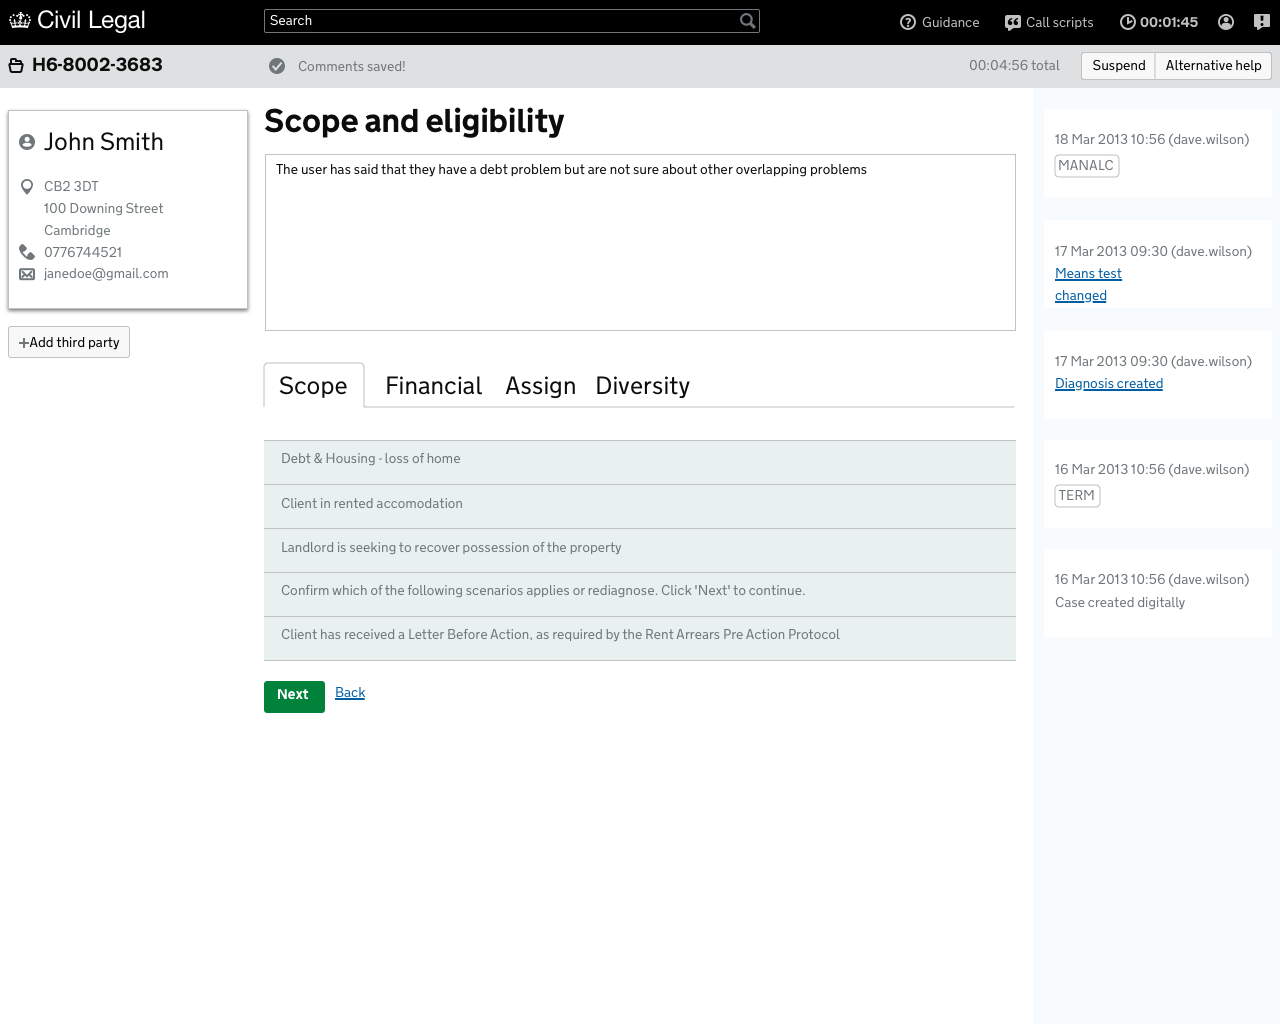 Civil Legal
Search
Guidance
Call scripts
00:01:45
H6-8002-3683
Comments saved!
00:04:56 total
Suspend
Alternative help
John Smith
CB2 3DT
100 Downing Street
Cambridge
0776744521
janedoe@gmail.com
+Add third party
Scope and eligibility
The user has said that they have a debt problem but are not sure about other overlapping problems
Scope
Financial
Assign
Diversity
Debt & Housing - loss of home
Client in rented accomodation
Landlord is seeking to recover possession of the property
Confirm which of the following scenarios applies or rediagnose. Click 'Next' to continue.
Client has received a Letter Before Action, as required by the Rent Arrears Pre Action Protocol
Next
Back
18 Mar 2013 10:56 (dave.wilson)
MANALC
17 Mar 2013 09:30 (dave.wilson)
Means test
changed
17 Mar 2013 09:30 (dave.wilson)
Diagnosis created
16 Mar 2013 10:56 (dave.wilson)
TERM
16 Mar 2013 10:56 (dave.wilson)
Case created digitally